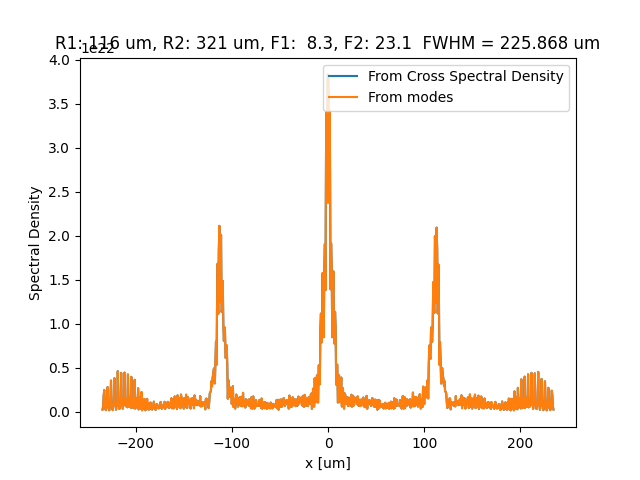 R1: 116 um, R2: 321 um, F1:  8.3, F2: 23.1  FWHM = 225.868 um
1e22
From Cross Spectral Density
From modes
4.0
3.5
3.0
2.5
2.0
1.5
1.0
0.5
0.0
Spectral Density
−200
−100
0
100
200
x [um]